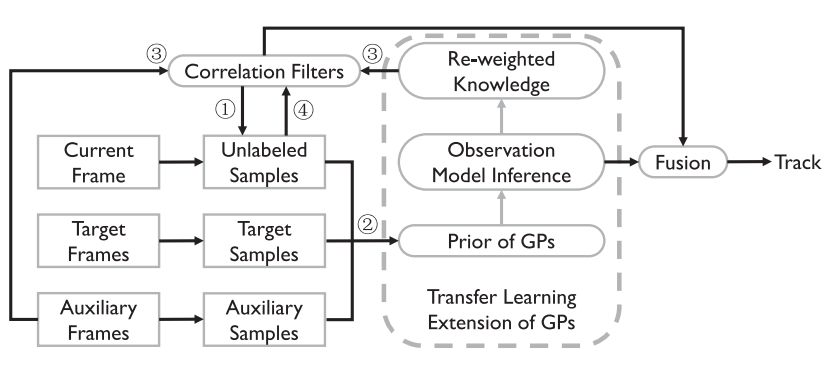 ③
③
Correlation Filters
Re-weighted
Knowledge
①
④
Current
Frame
Unlabeled
Samples
Observation
Model Inference
Fusion
Track
Target
Frames
Target
Samples
②
Prior of GPs
Auxiliary
Frames
Auxiliary
Samples
Transfer Learning
Extension of GPs